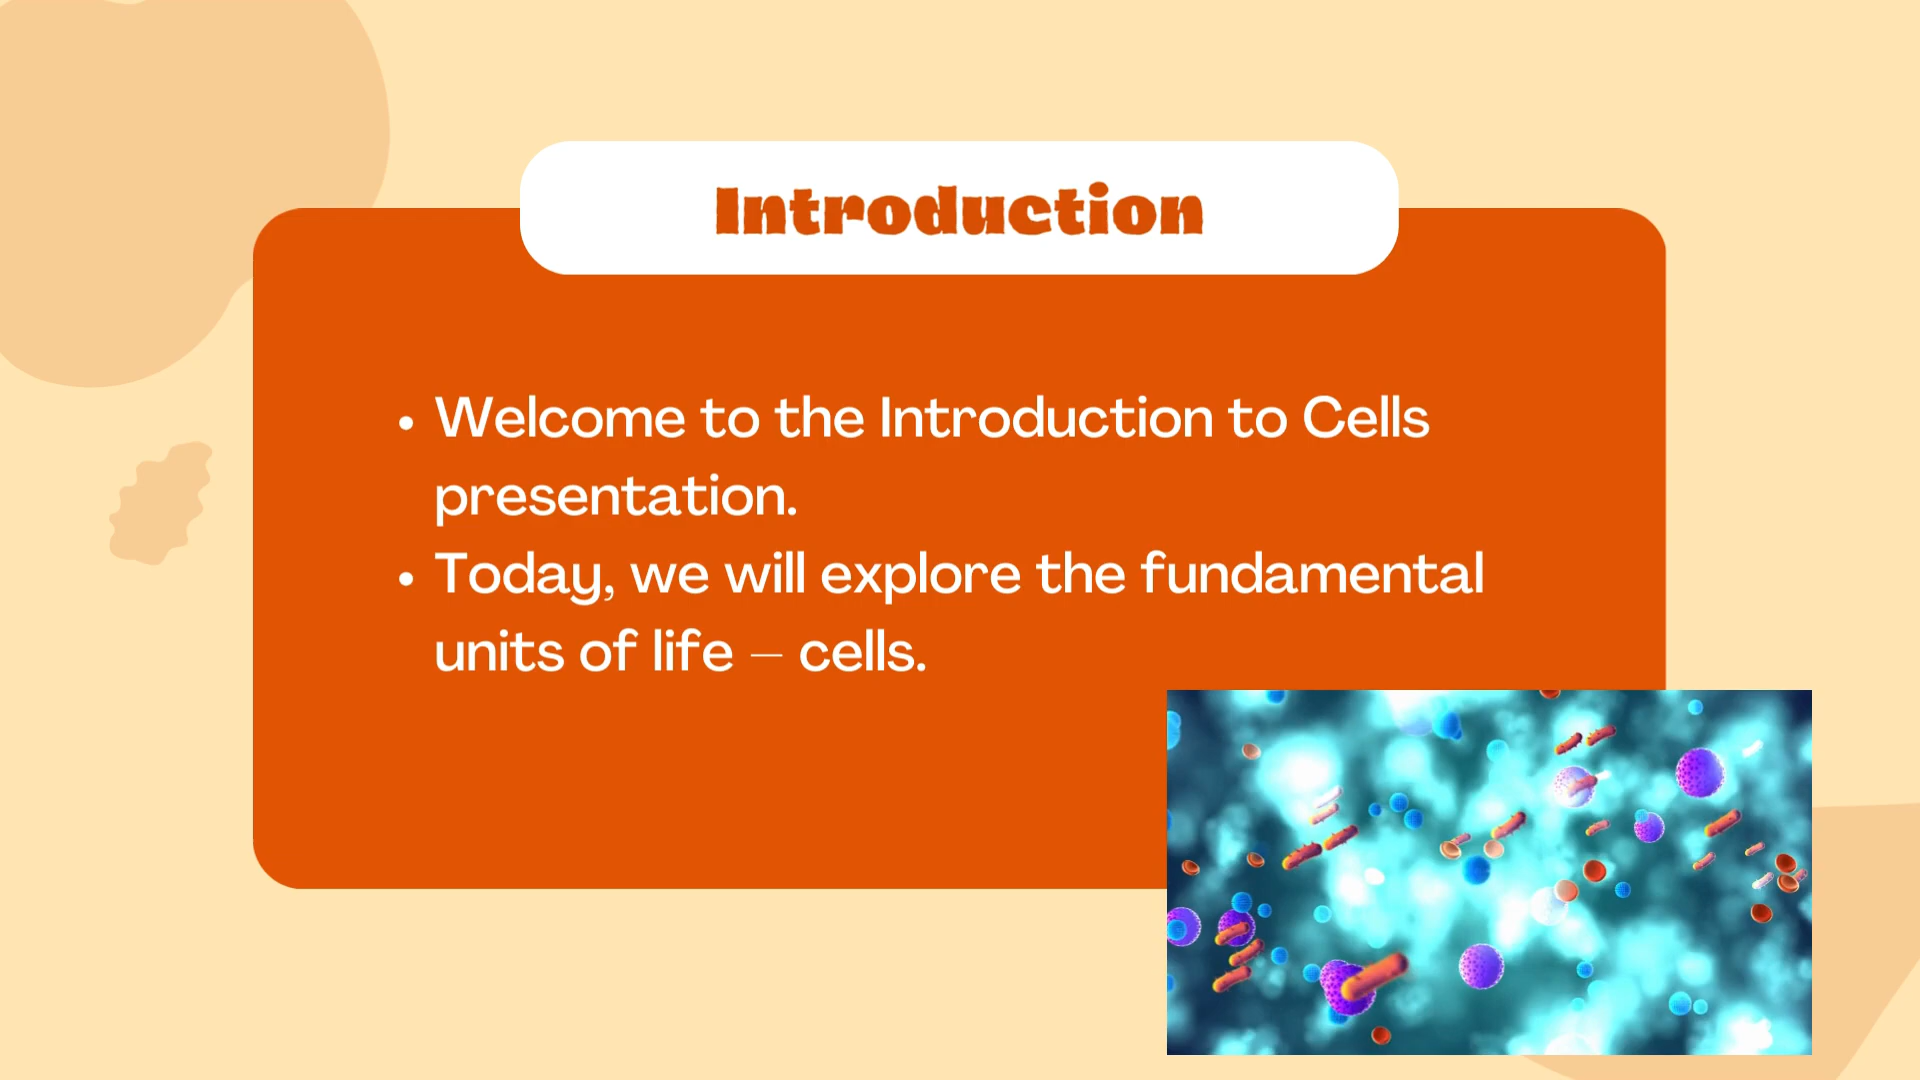 Introduction
• Welcome to the Introduction to Cells
presentation.
• Today, we will explore the fundamental
units of life – cells.